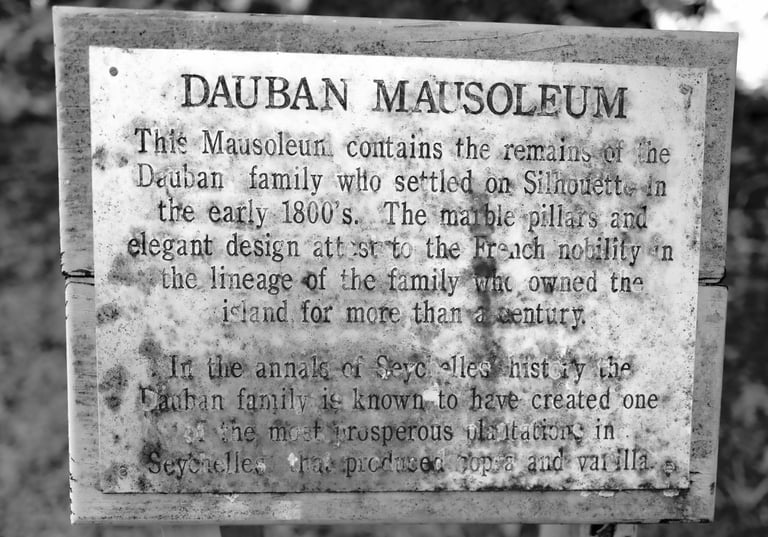 DAUBAN MAUSOLEUM
This Mausoleum contains the remains of the
Dauban family who settled on Silhouette in
the early 1800's. The marble pillars and
elegant design attest to the French nobility in
the lineage of the family who owned the
island for more than a century.
In the annals of Seychelles history the
Dauban family is known to have created one
of the most prosperous plantations in
Seychelles that produced copra and vanilla.